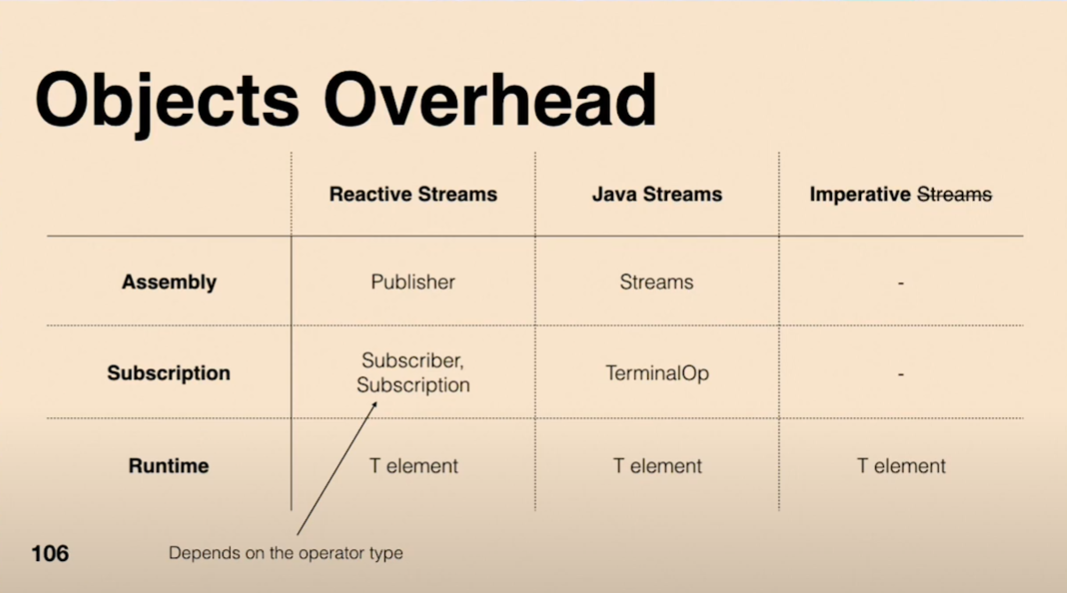 Objects Overhead
Reactive Streams Java Streams Imperative Streams
Assembly Publisher Streams -
Subscription Subscriber,
Subscription TerminalOp -
Runtime T element T element T element
106 Depends on the operator type